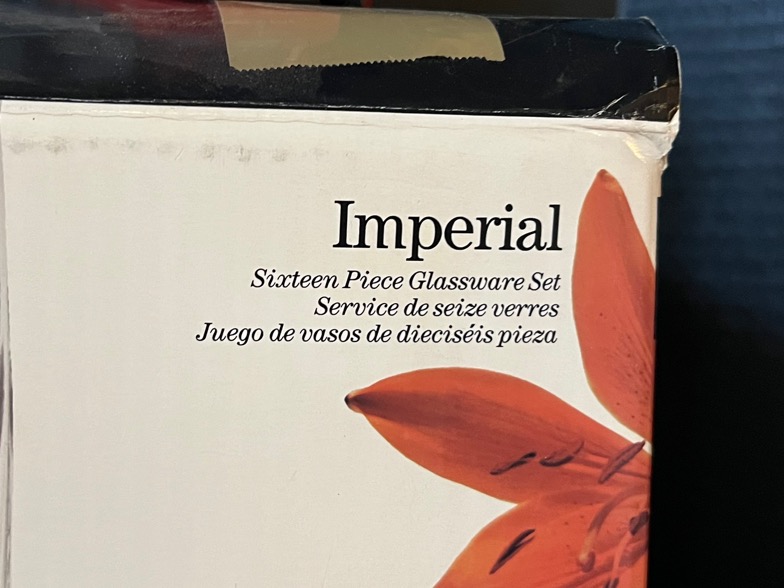 Imperial
Sixteen Piece Glassware Set
Service de seize verres
Juego de vasos de dieciséis pieza